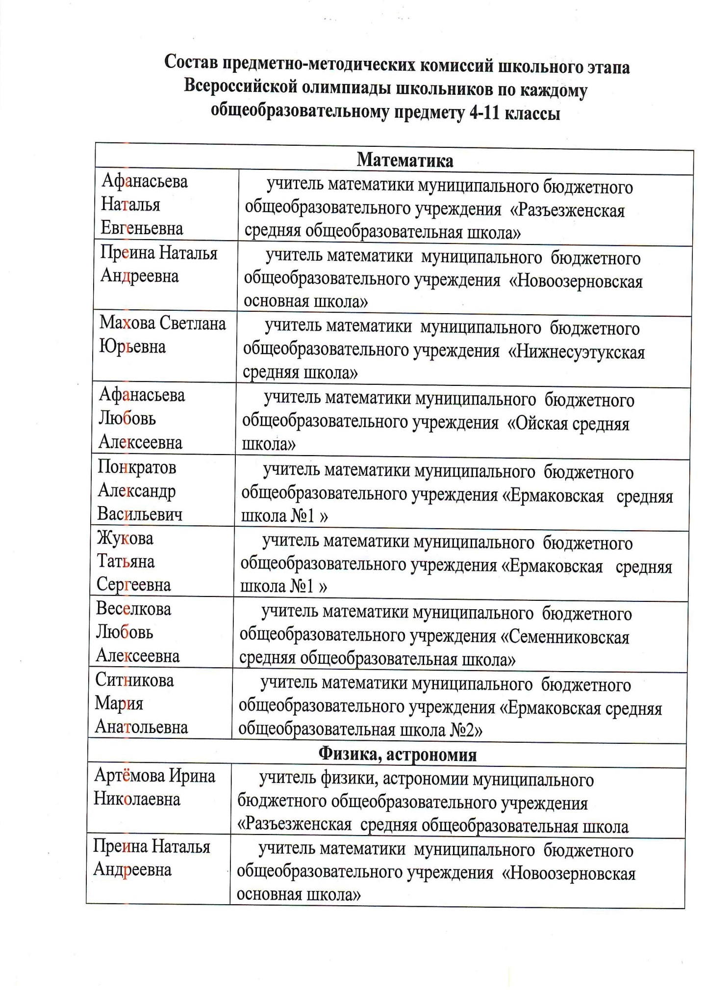 Состав предметно-методических комиссий школьного этапа
Всероссийской олимпиады школьников по каждому
общеобразовательному предмету 4-11 классы
Математика
Афанасьева
Наталья
Евгеньевна
учитель математики муниципального бюджетного
общеобразовательного учреждения «Разъезженская
средняя общеобразовательная школа»
Преина Наталья
Андреевна
учитель математики муниципального бюджетного
общеобразовательного учреждения «Новоозерновская
основная школа»
Махова Светлана
Юрьевна
учитель математики муниципального бюджетного
общеобразовательного учреждения «Нижнесуэтукская
средняя школа»
Афанасьева
Любовь
Алексеевна
учитель математики муниципального бюджетного
общеобразовательного учреждения «Ойская средняя
школа»
Понкратов
Александр
Васильевич
учитель математики муниципального бюджетного
общеобразовательного учреждения «Ермаковская средняя
школа №1 »
Жукова
Татьяна
Сергеевна
учитель математики муниципального бюджетного
общеобразовательного учреждения «Ермаковская средняя
школа №1 »
Веселкова
Любовь
Алексеевна
учитель математики муниципального бюджетного
общеобразовательного учреждения «Семенниковская
средняя общеобразовательная школа»
Ситникова
Мария
Анатольевна
учитель математики муниципального бюджетного
общеобразовательного учреждения «Ермаковская средняя
общеобразовательная школа №2»
Физика, астрономия
Артёмова Ирина
Николаевна
учитель физики, астрономии муниципального
бюджетного общеобразовательного учреждения
«Разъезженская средняя общеобразовательная школа
Преина Наталья
Андреевна
учитель математики муниципального бюджетного
общеобразовательного учреждения «Новоозерновская
основная школа»